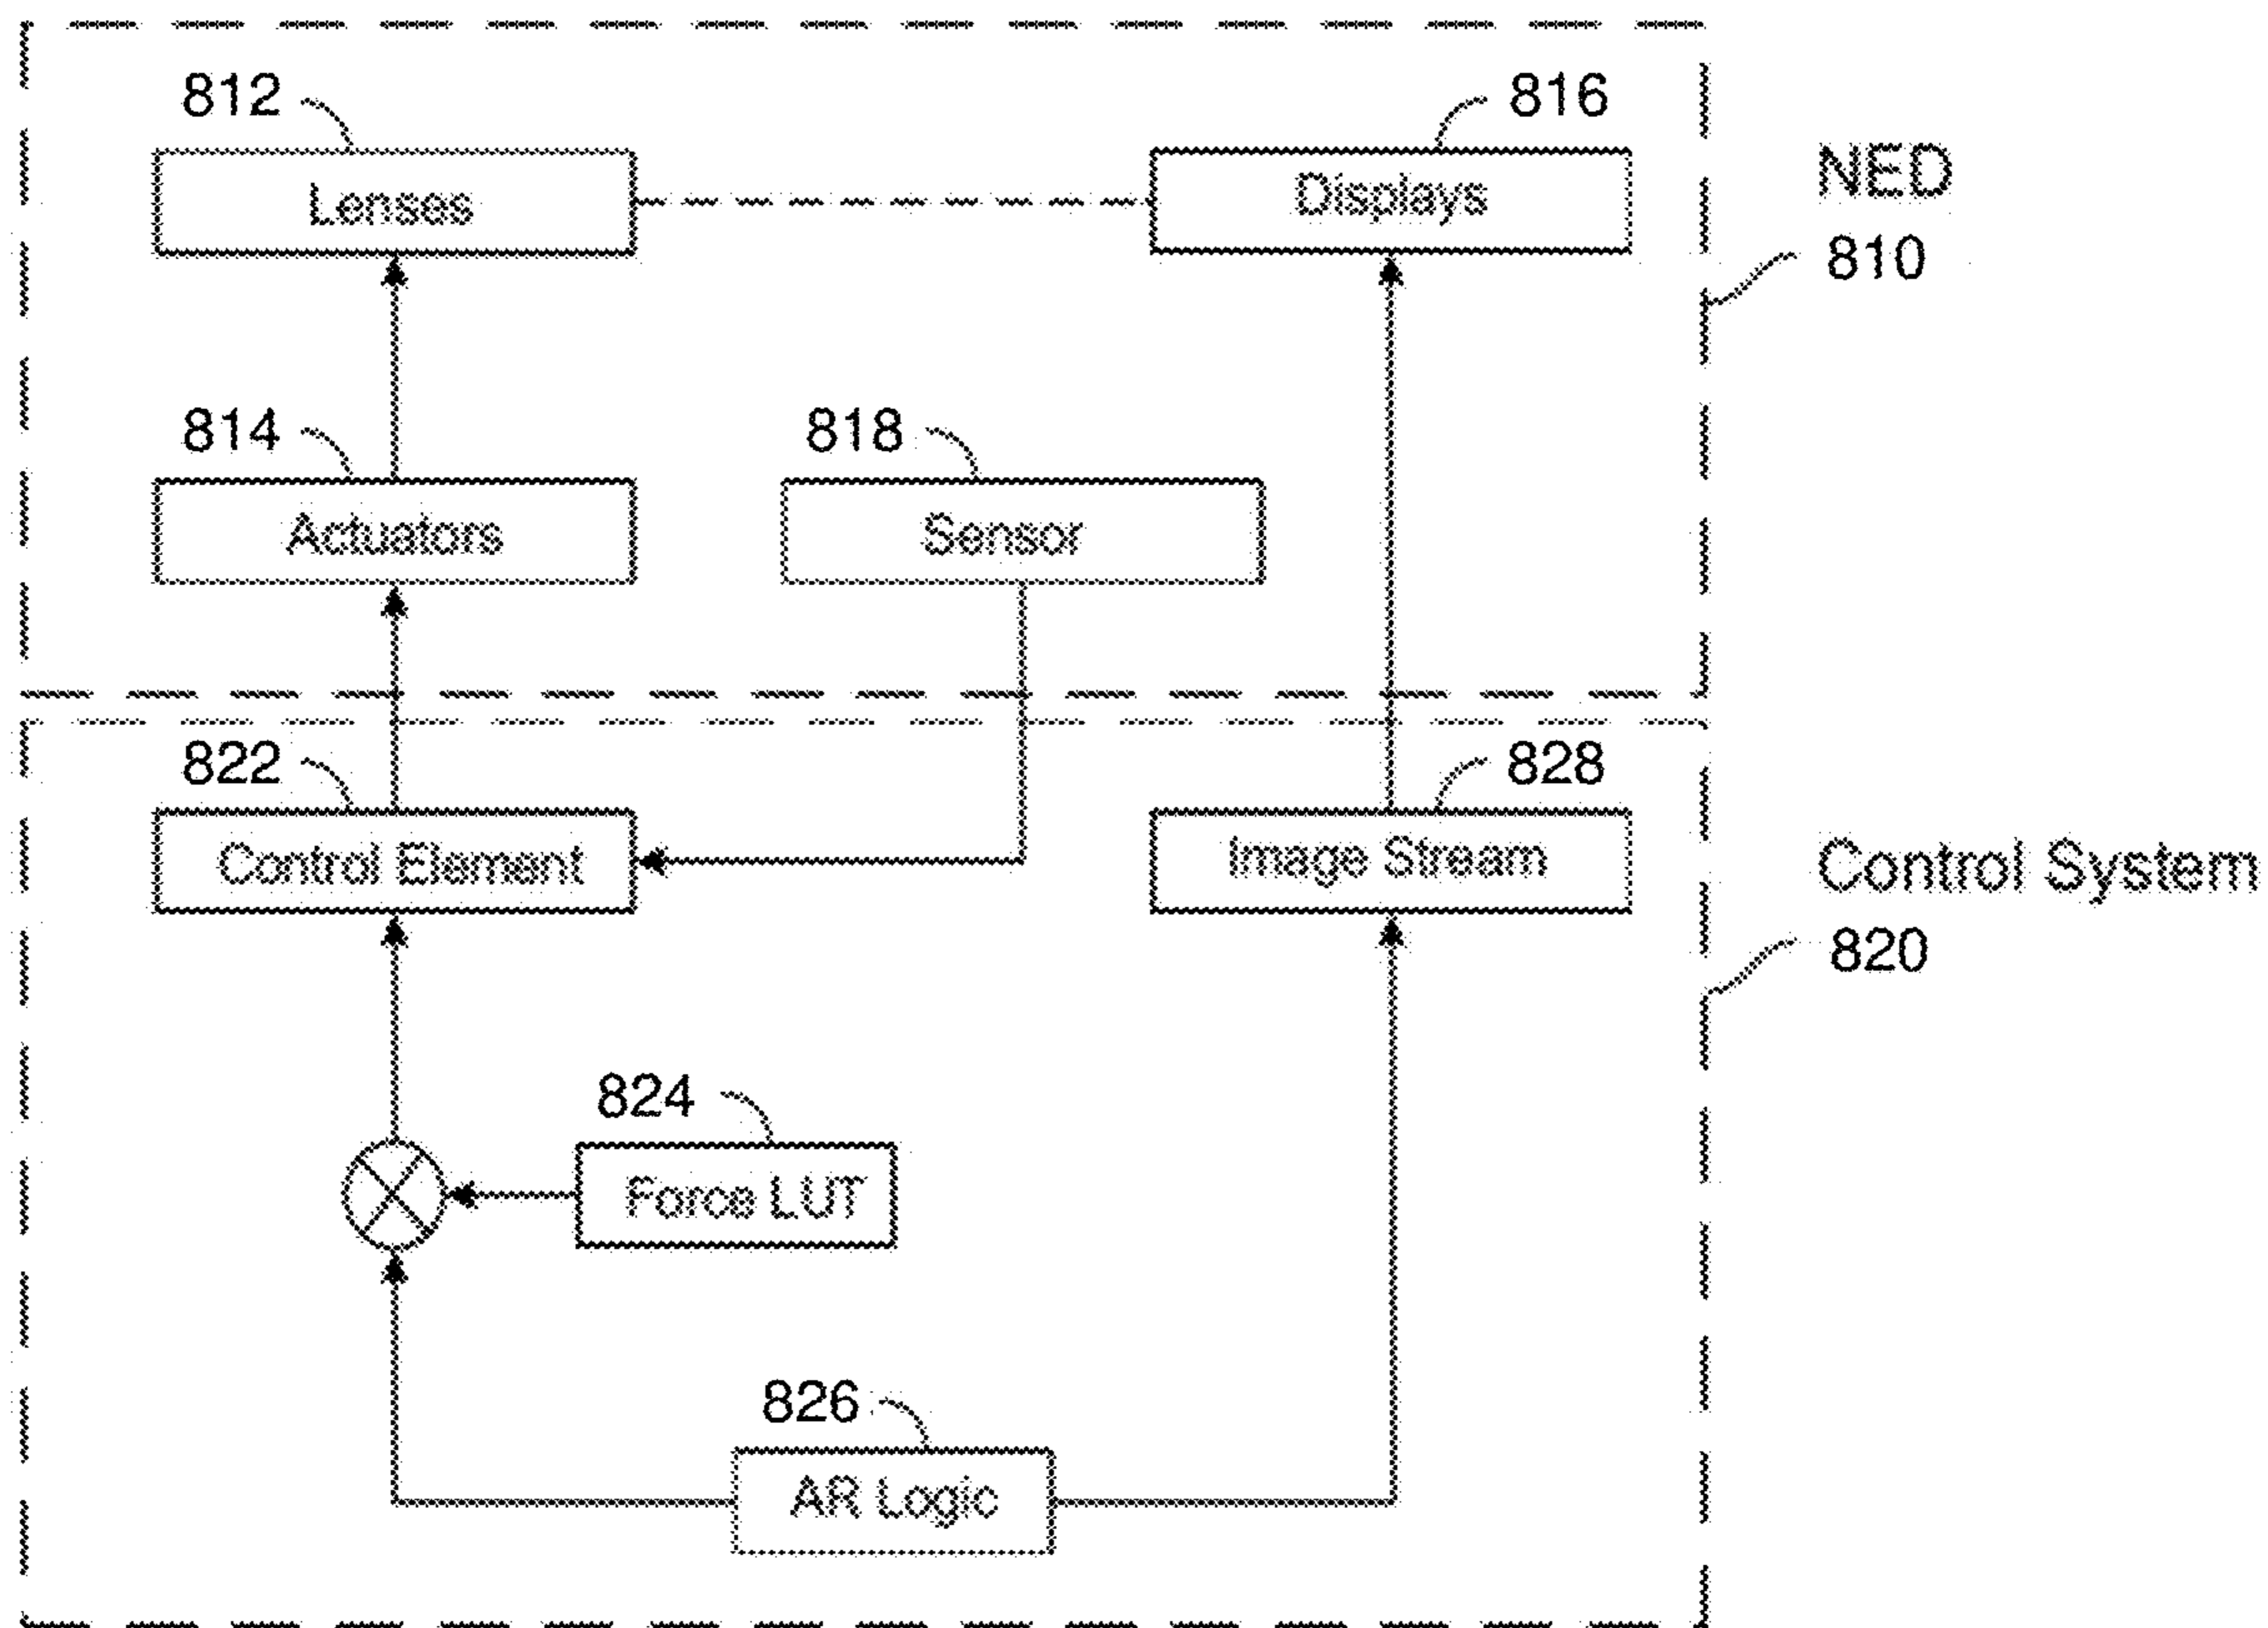 812
816
Lenses
Displays
NED
810
814
818
Actuators
Sensor
822
828
Control Element
Image Stream
Control System
820
824
Force LUT
826
AR Logic